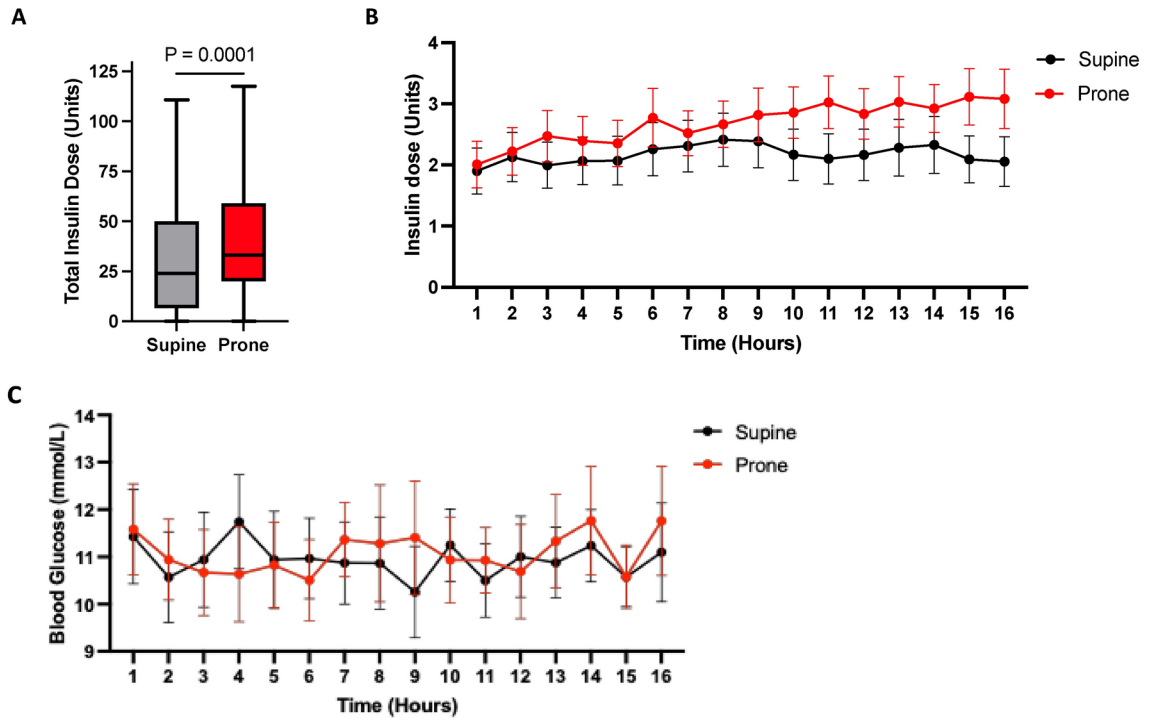 A
P = 0.0001
Total Insulin Dose (Units)
125
100
75
50
25
0
Supine Prone
B
Insulin dose (Units)
4
3
2
1
0
1 2 3 4 5 6 7 8 9 10 11 12 13 14 15 16
Time (Hours)
Supine
Prone
C
Blood Glucose (mmol/L)
14
13
12
11
10
9
1 2 3 4 5 6 7 8 9 10 11 12 13 14 15 16
Time (Hours)
Supine
Prone